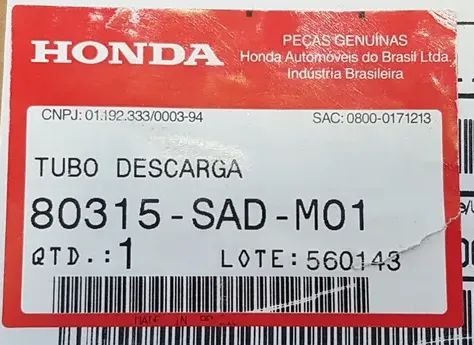 HONDA
PEÇAS GENUÍNAS
Honda Automóveis do Brasil Ltda.
Indústria Brasileira
CNPJ: 01.192.333/0003-94
SAC: 0800-0171213
TUBO DESCARGA
80315-SAD-M01
QTD.:1
LOTE:560143